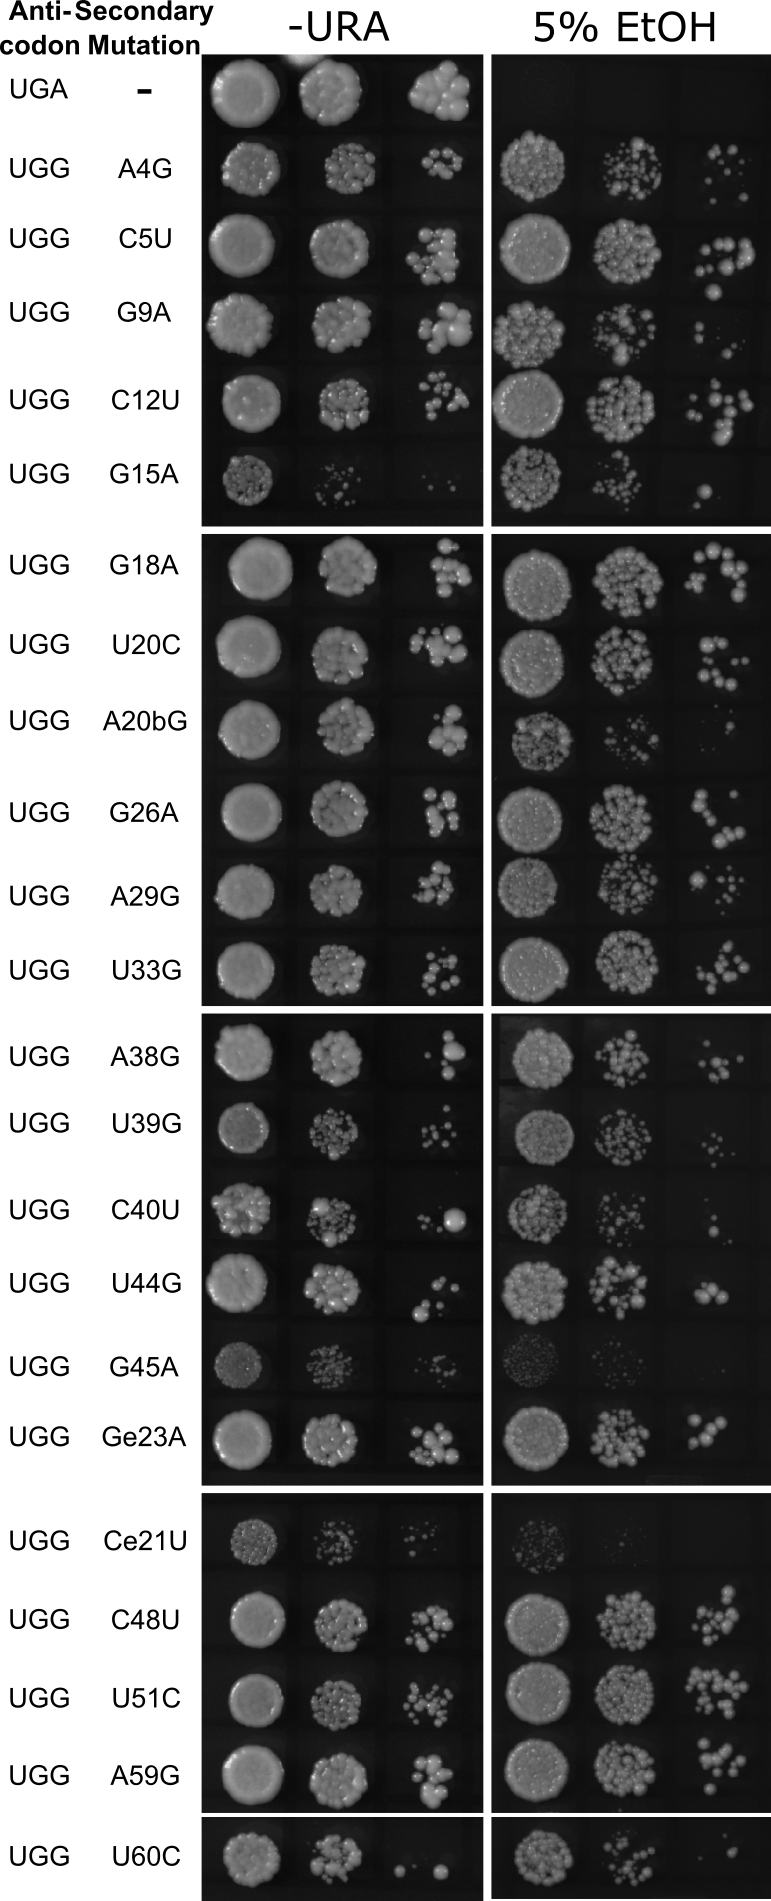 Anti- Secondary -URA 5% EtOH
codon Mutation
UGA -
UGG A4G
UGG C5U
UGG G9A
UGG C12U
UGG G15A
UGG G18A
UGG U20C
UGG A20bG
UGG G26A
UGG A29G
UGG U33G
UGG A38G
UGG U39G
UGG C40U
UGG U44G
UGG G45A
UGG Ge23A
UGG Ce21U
UGG C48U
UGG U51C
UGG A59G
UGG U60C